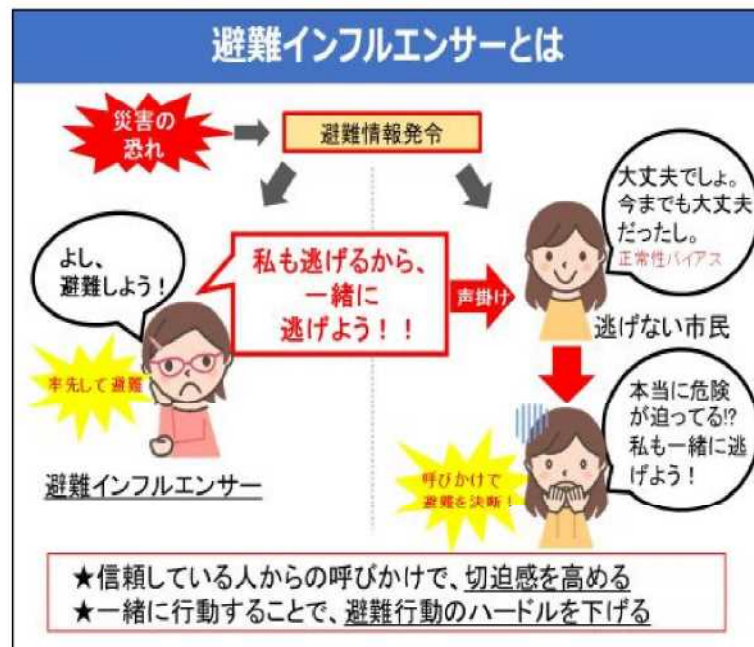 避難インフルエンサーとは
災害の
恐れ
避難情報発令
よし、
避難しよう！
私も逃げるから、
一緒に
逃げよう！！
声掛け
大丈夫でしょ。
今までも大丈夫
だったし。
正常性バイアス
逃げない市民
率先して避難
避難インフルエンサー
呼びかけで
避難を決断！
本当に危険
が迫ってる!?
私も一緒に逃
げよう！
★信頼している人からの呼びかけで、切迫感を高める
★一緒に行動することで、避難行動のハードルを下げる